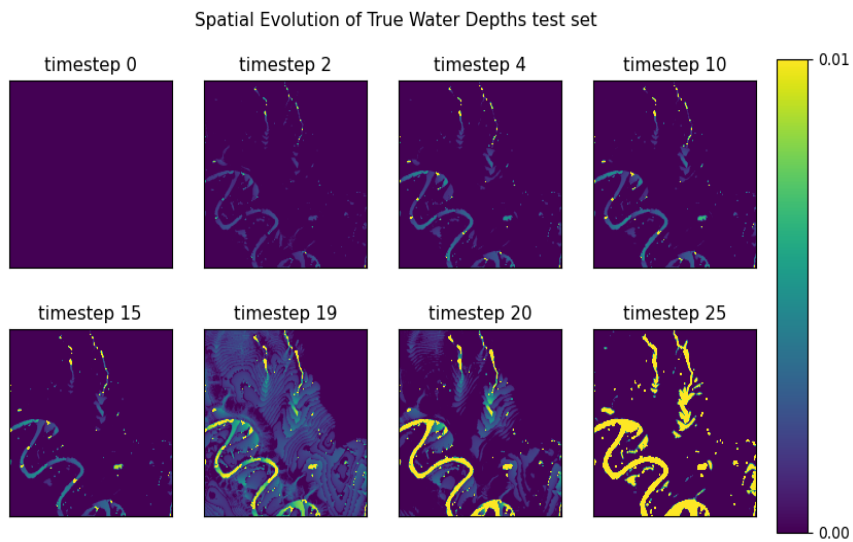 Spatial Evolution of True Water Depths test set
timestep 0
timestep 2
timestep 4
timestep 10
0.01
timestep 15
timestep 19
timestep 20
timestep 25
0.00